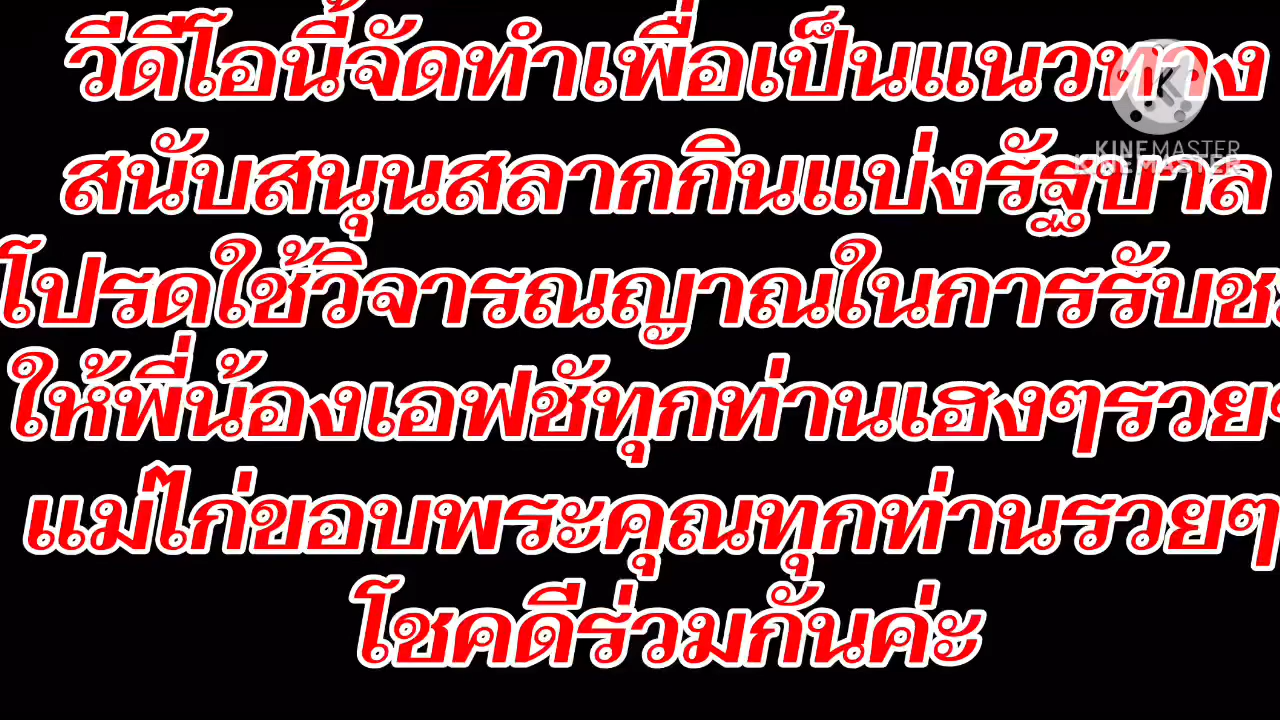 วีดีโอนี้จัดทำเพื่อเป็นแนวทาง
สนับสนุนสลากกินแบ่งรัฐบาล
โปรดใช้วิจารณญาณในการรับช
ให้พี่น้องเอฟซีทุกท่านเฮงๆรวยๆ
แม่ไก่ขอบพระคุณทุกท่านรวยๆ
โชคดีร่วมกันค่ะ
KINEMASTER
KINEMASTER